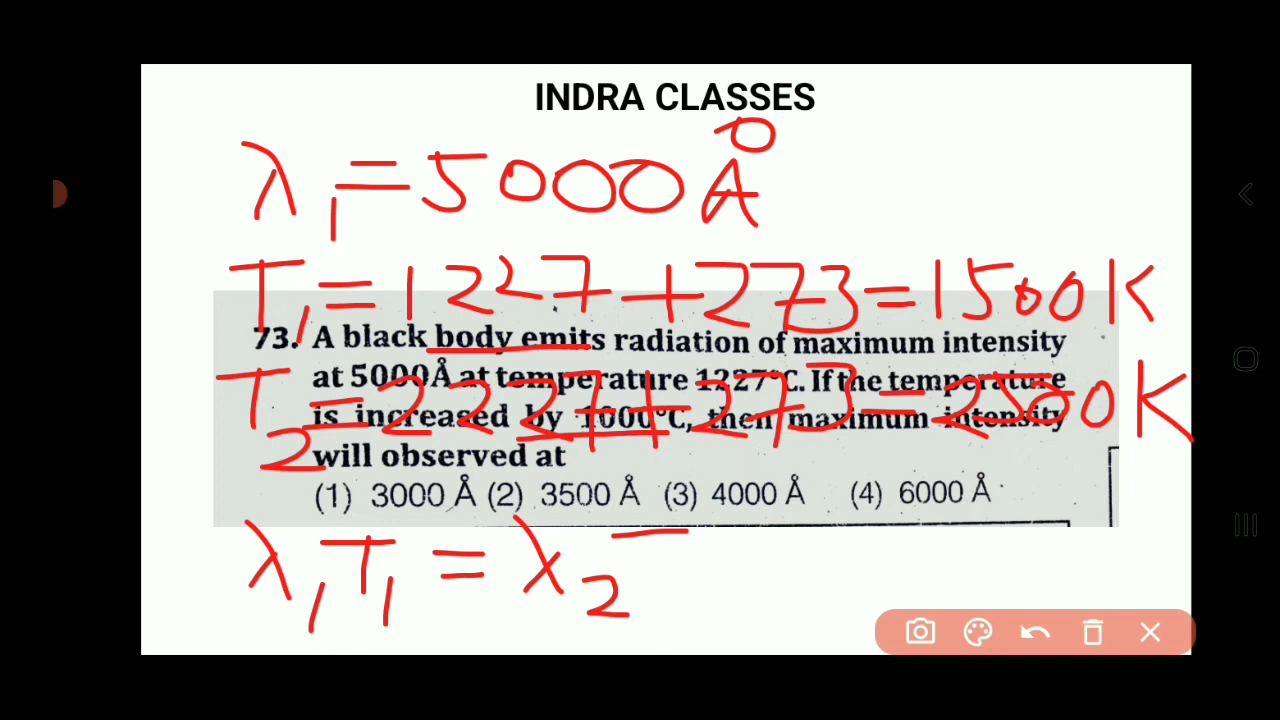 INDRA CLASSES
λ₁ = 5000 Å
T₁ = 1227 + 273 = 1500 K
73. A black body emits radiation of maximum intensity
at 5000Å at temperature 1227°C. If the temperature
T₂ = 2227 + 273 = 2500 K
is increased by 1000°C, then maximum intensity
will observed at
(1) 3000 Å (2) 3500 Å (3) 4000 Å (4) 6000 Å
λ₁T₁ = λ₂